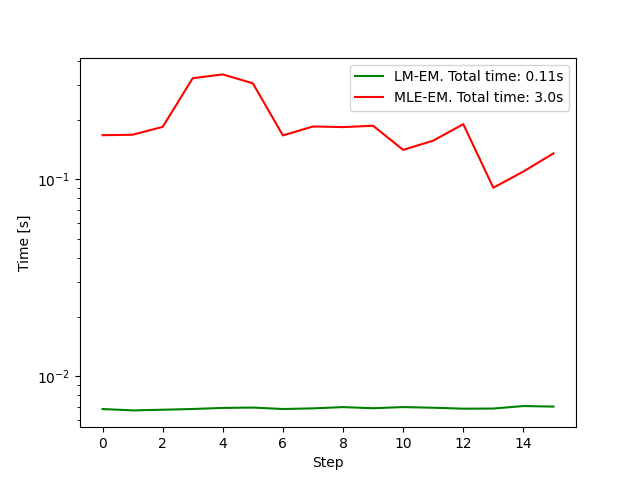 LM-EM. Total time: 0.11s
MLE-EM. Total time: 3.0s
Time [s]
10⁻¹
10⁻²
0 2 4 6 8 10 12 14
Step